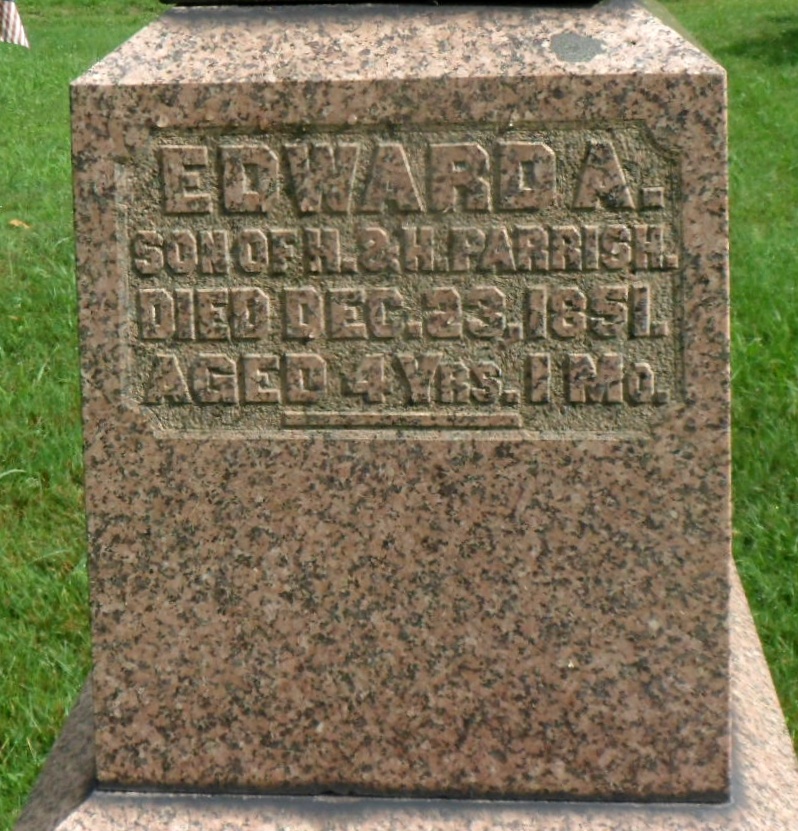 EDWARD A.
SON OF H. & H. PARRISH.
DIED DEC. 23, 1851.
AGED 4 YRS. 1 MO.